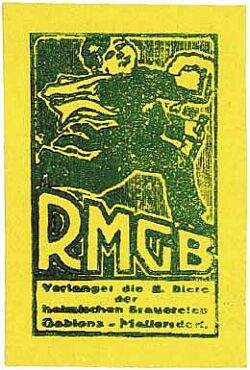 RMGB
Verlanget die g. Biere
der
heimischen Brauereien
Gablonz - Maffersdorf.